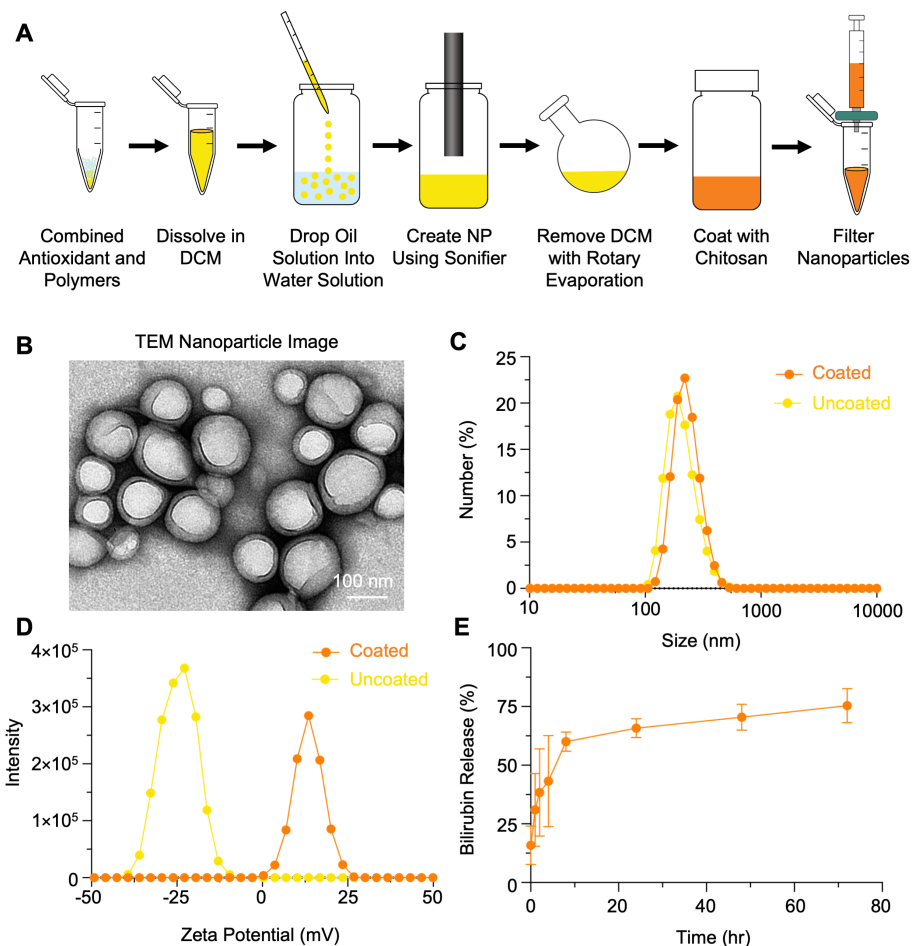 A
Combined
Antioxidant and
Polymers
Dissolve in
DCM
Drop Oil
Solution Into
Water Solution
Create NP
Using Sonifier
Remove DCM
with Rotary
Evaporation
Coat with
Chitosan
Filter
Nanoparticles
B
TEM Nanoparticle Image
100 nm
C
25
20
15
10
5
0
Number (%)
10
100
1000
10000
Size (nm)
Coated
Uncoated
D
4×10⁵
3×10⁵
2×10⁵
1×10⁵
0
Intensity
-50
-25
0
25
50
Zeta Potential (mV)
Coated
Uncoated
E
100
75
50
25
0
Bilirubin Release (%)
0
20
40
60
80
Time (hr)